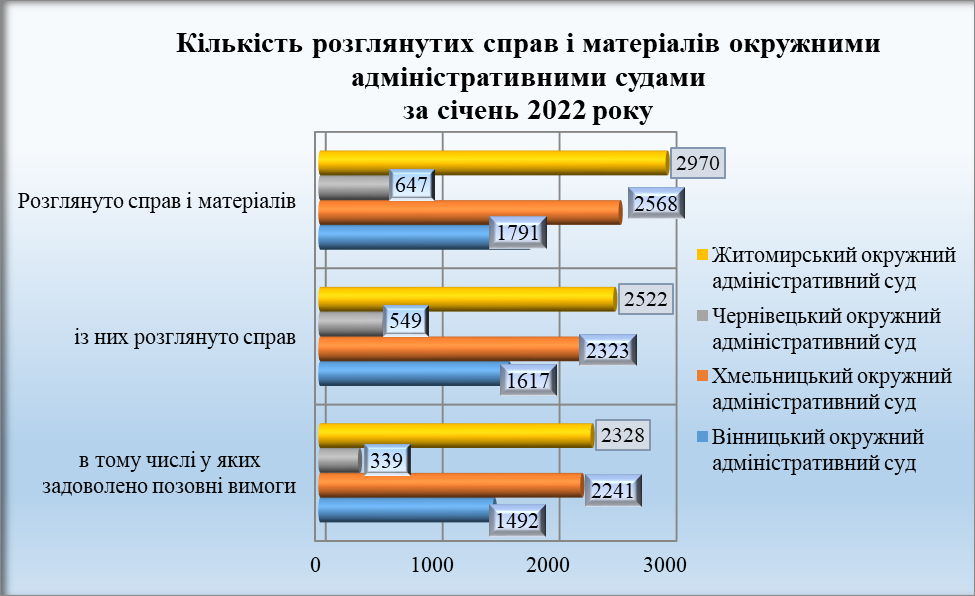 Кількість розглянутих справ і матеріалів окружними
адміністративними судами
за січень 2022 року
Розглянуто справ і матеріалів
2970
647
2568
1791
із них розглянуто справ
2522
549
2323
1617
в тому числі у яких
задоволено позовні вимоги
2328
339
2241
1492
0 1000 2000 3000
Житомирський окружний
адміністративний суд
Чернівецький окружний
адміністративний суд
Хмельницький окружний
адміністративний суд
Вінницький окружний
адміністративний суд